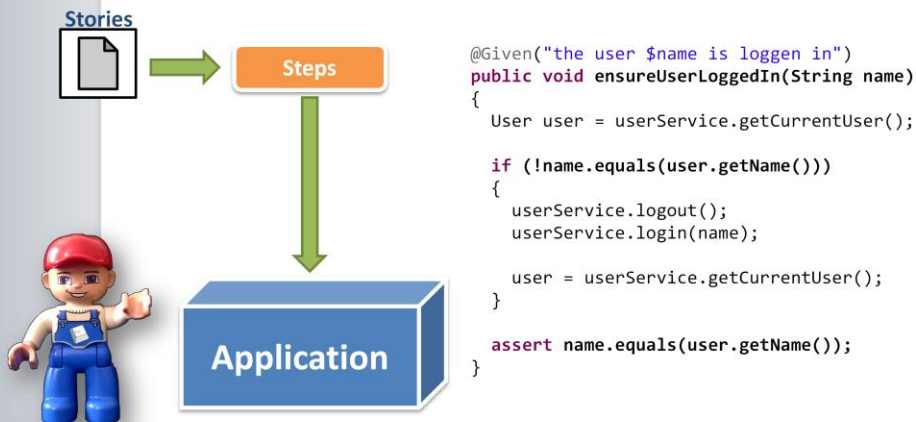 Stories
Steps
Application
@Given("the user $name is loggen in")
public void ensureUserLoggedIn(String name)
{
  User user = userService.getCurrentUser();

  if (!name.equals(user.getName()))
  {
    userService.logout();
    userService.login(name);

    user = userService.getCurrentUser();
  }

  assert name.equals(user.getName());
}